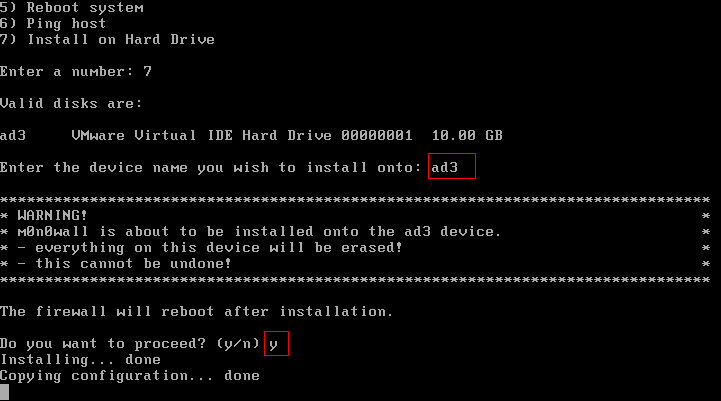 5) Reboot system
6) Ping host
7) Install on Hard Drive
Enter a number: 7
Valid disks are:
ad3     VMware Virtual IDE Hard Drive 00000001  10.00 GB
Enter the device name you wish to install onto: ad3
********************************************************************************
* WARNING!                                                                     *
* m0n0wall is about to be installed onto the ad3 device.                       *
* - everything on this device will be erased!                                  *
* - this cannot be undone!                                                     *
********************************************************************************
The firewall will reboot after installation.
Do you want to proceed? (y/n) y
Installing... done
Copying configuration... done